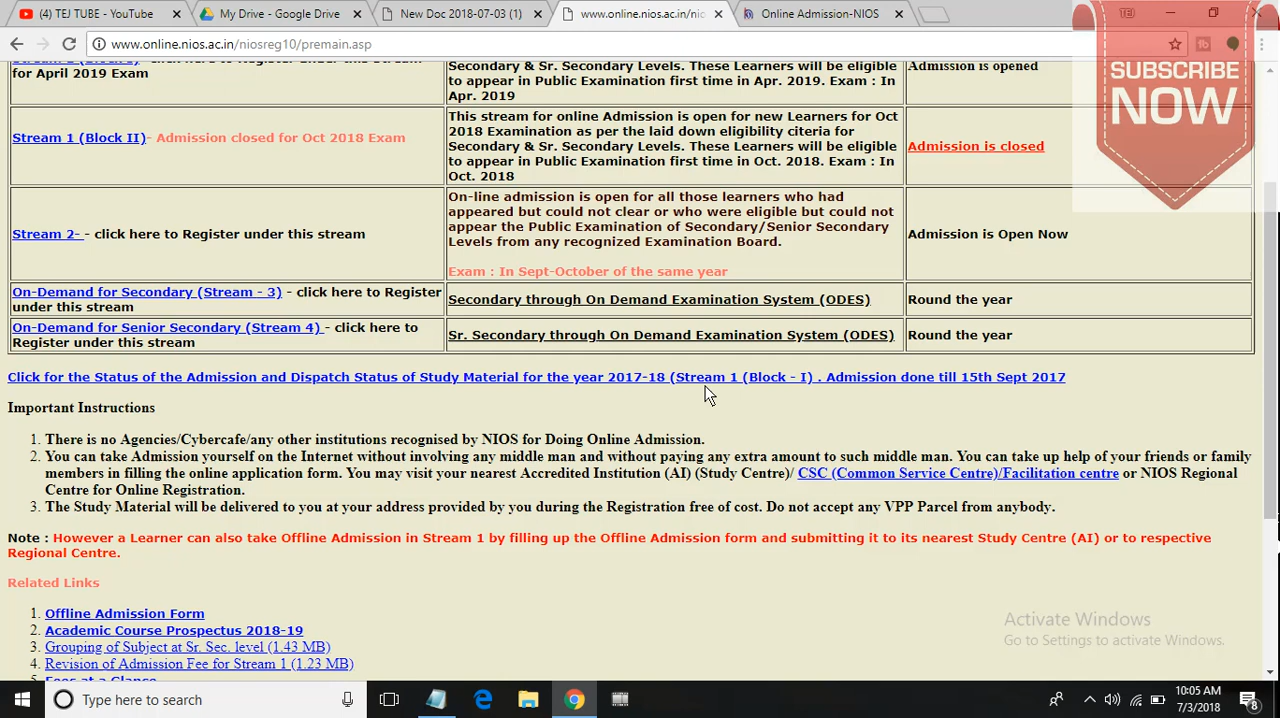 (4) TEJ TUBE - YouTube
My Drive - Google Drive
New Doc 2018-07-03 (1)
www.online.nios.ac.in/nio
Online Admission-NIOS
TEJ
www.online.nios.ac.in/niosreg10/premain.asp
SUBSCRIBE
NOW
for April 2019 Exam
Secondary & Sr. Secondary Levels. These Learners will be eligible
to appear in Public Examination first time in Apr. 2019. Exam : In
Apr. 2019
Admission is opened
Stream 1 (Block II)- Admission closed for Oct 2018 Exam
This stream for online Admission is open for new Learners for Oct
2018 Examination as per the laid down eligibility criteria for
Secondary & Sr. Secondary Levels. These Learners will be eligible
to appear in Public Examination first time in Oct. 2018. Exam : In
Oct. 2018
Admission is closed
Stream 2- - click here to Register under this stream
On-line admission is open for all those learners who had
appeared but could not clear or who were eligible but could not
appear the Public Examination of Secondary/Senior Secondary
Levels from any recognized Examination Board.
Exam : In Sept-October of the same year
Admission is Open Now
On-Demand for Secondary (Stream - 3) - click here to Register
under this stream
Secondary through On Demand Examination System (ODES)
Round the year
On-Demand for Senior Secondary (Stream 4) - click here to
Register under this stream
Sr. Secondary through On Demand Examination System (ODES)
Round the year
Click for the Status of the Admission and Dispatch Status of Study Material for the year 2017-18 (Stream 1 (Block - I) . Admission done till 15th Sept 2017
Important Instructions
1. There is no Agencies/Cybercafe/any other institutions recognised by NIOS for Doing Online Admission.
2. You can take Admission yourself on the Internet without involving any middle man and without paying any extra amount to such middle man. You can take up help of your friends or family
members in filling the online application form. You may visit your nearest Accredited Institution (AI) (Study Centre)/ CSC (Common Service Centre)/Facilitation centre or NIOS Regional
Centre for Online Registration.
3. The Study Material will be delivered to you at your address provided by you during the Registration free of cost. Do not accept any VPP Parcel from anybody.
Note : However a Learner can also take Offline Admission in Stream 1 by filling up the Offline Admission form and submitting it to its nearest Study Centre (AI) or to respective
Regional Centre.
Related Links
1. Offline Admission Form
2. Academic Course Prospectus 2018-19
3. Grouping of Subject at Sr. Sec. level (1.43 MB)
4. Revision of Admission Fee for Stream 1 (1.23 MB)
5. Fees at a Glance
Activate Windows
Go to Settings to activate Windows.
Type here to search
10:05 AM
7/3/2018
8